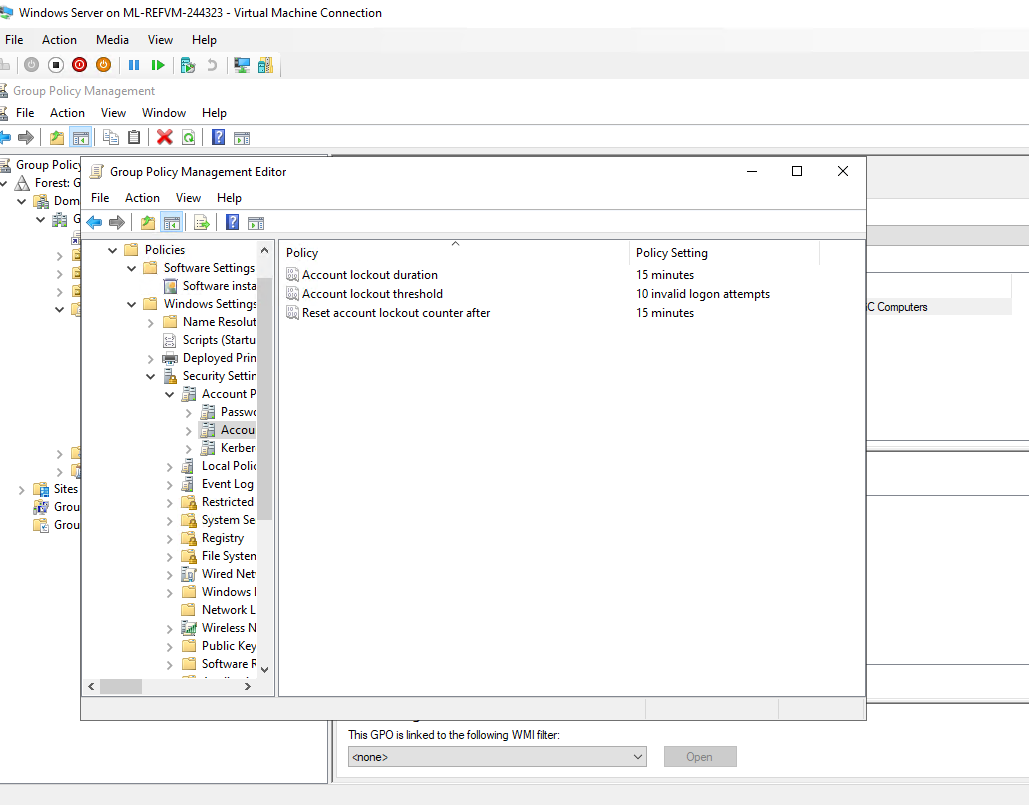 Windows Server on ML-REFVM-244323 - Virtual Machine Connection
File Action Media View Help
Group Policy Management
File Action View Window Help
Group Policy
Forest: G
Dom
G
Sites
Grou
Grou
Group Policy Management Editor
File Action View Help
Policies
Software Settings
Software insta
Windows Settings
Name Resolut
Scripts (Startu
Deployed Prin
Security Settin
Account P
Passwo
Accou
Kerber
Local Polic
Event Log
Restricted
System Se
Registry
File System
Wired Net
Windows
Network L
Wireless N
Public Key
Software R
Policy Policy Setting
Account lockout duration 15 minutes
Account lockout threshold 10 invalid logon attempts
Reset account lockout counter after 15 minutes
C Computers
This GPO is linked to the following WMI filter:
<none> Open